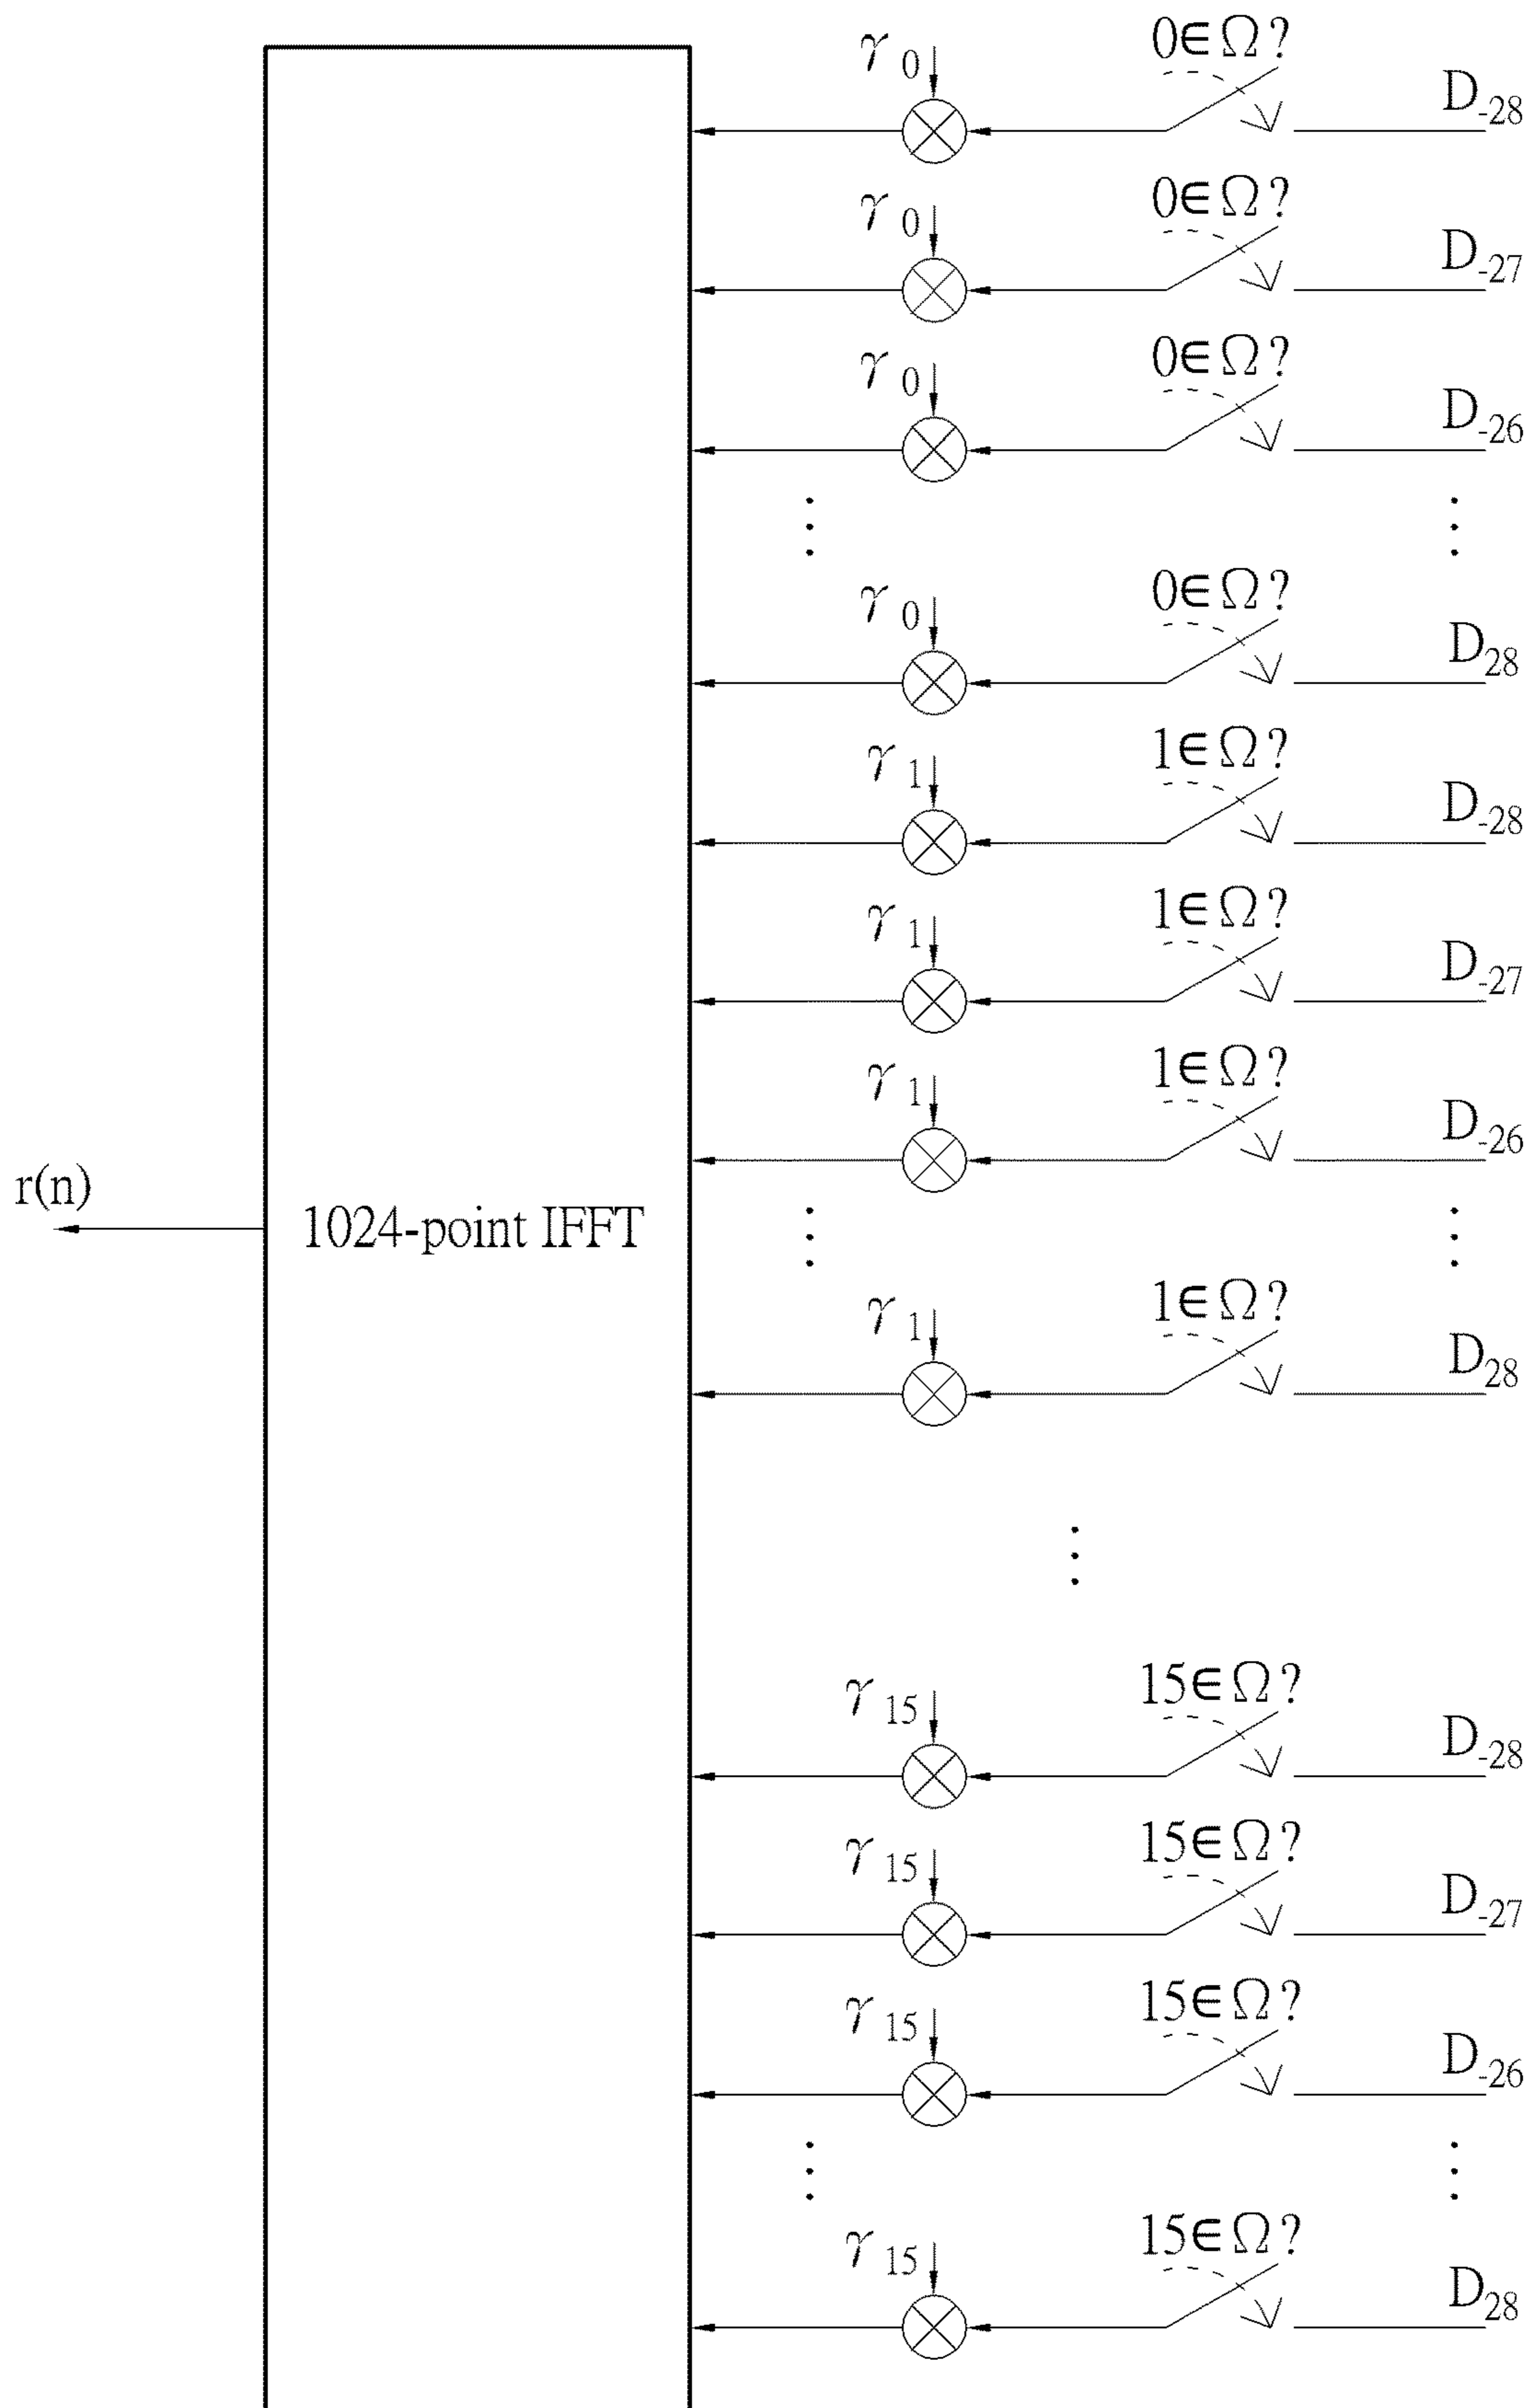 γ0 0∈Ω? D-28
γ0 0∈Ω? D-27
γ0 0∈Ω? D-26
⋮ ⋮
γ0 0∈Ω? D28
γ1 1∈Ω? D-28
γ1 1∈Ω? D-27
γ1 1∈Ω? D-26
r(n) 1024-point IFFT ⋮ ⋮
γ1 1∈Ω? D28
⋮
γ15 15∈Ω? D-28
γ15 15∈Ω? D-27
γ15 15∈Ω? D-26
⋮ ⋮
γ15 15∈Ω? D28